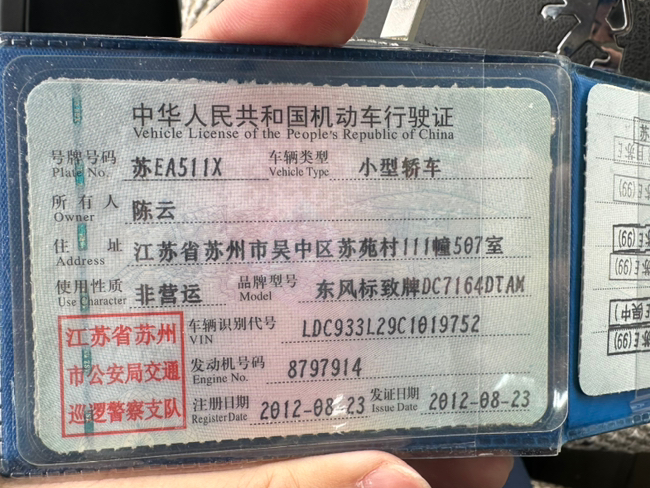 中华人民共和国机动车行驶证
Vehicle License of the People's Republic of China
号牌号码 Plate No. 苏EA511X 车辆类型 Vehicle Type 小型轿车
所有人 Owner 陈云
住址 Address 江苏省苏州市吴中区苏苑村111幢507室
使用性质 Use Character 非营运 品牌型号 Model 东风标致牌DC7164DTAM
车辆识别代号 VIN LDC933L29C1019752
发动机号码 Engine No. 8797914
注册日期 Register Date 2012-08-23 发证日期 Issue Date 2012-08-23
江苏省苏州
市公安局交通
巡逻警察支队